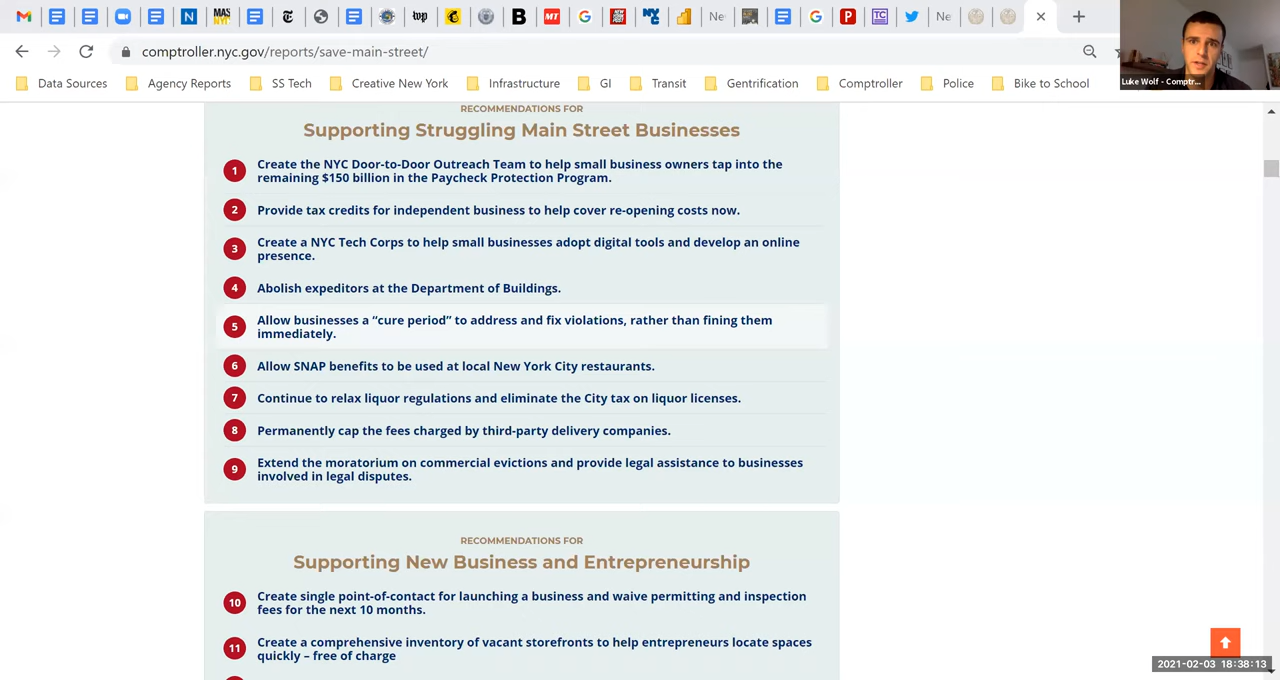 N
MAS
NYC
T
wp
B
MT
G
NYC
Ne
G
P
TC
Ne
comptroller.nyc.gov/reports/save-main-street/
Luke Wolf - Comptr...
Data Sources
Agency Reports
SS Tech
Creative New York
Infrastructure
GI
Transit
Gentrification
Comptroller
Police
Bike to School
RECOMMENDATIONS FOR
Supporting Struggling Main Street Businesses
1
Create the NYC Door-to-Door Outreach Team to help small business owners tap into the
remaining $150 billion in the Paycheck Protection Program.
2
Provide tax credits for independent business to help cover re-opening costs now.
3
Create a NYC Tech Corps to help small businesses adopt digital tools and develop an online
presence.
4
Abolish expeditors at the Department of Buildings.
5
Allow businesses a “cure period” to address and fix violations, rather than fining them
immediately.
6
Allow SNAP benefits to be used at local New York City restaurants.
7
Continue to relax liquor regulations and eliminate the City tax on liquor licenses.
8
Permanently cap the fees charged by third-party delivery companies.
9
Extend the moratorium on commercial evictions and provide legal assistance to businesses
involved in legal disputes.
RECOMMENDATIONS FOR
Supporting New Business and Entrepreneurship
10
Create single point-of-contact for launching a business and waive permitting and inspection
fees for the next 10 months.
11
Create a comprehensive inventory of vacant storefronts to help entrepreneurs locate spaces
quickly – free of charge
2021-02-03 18:38:13